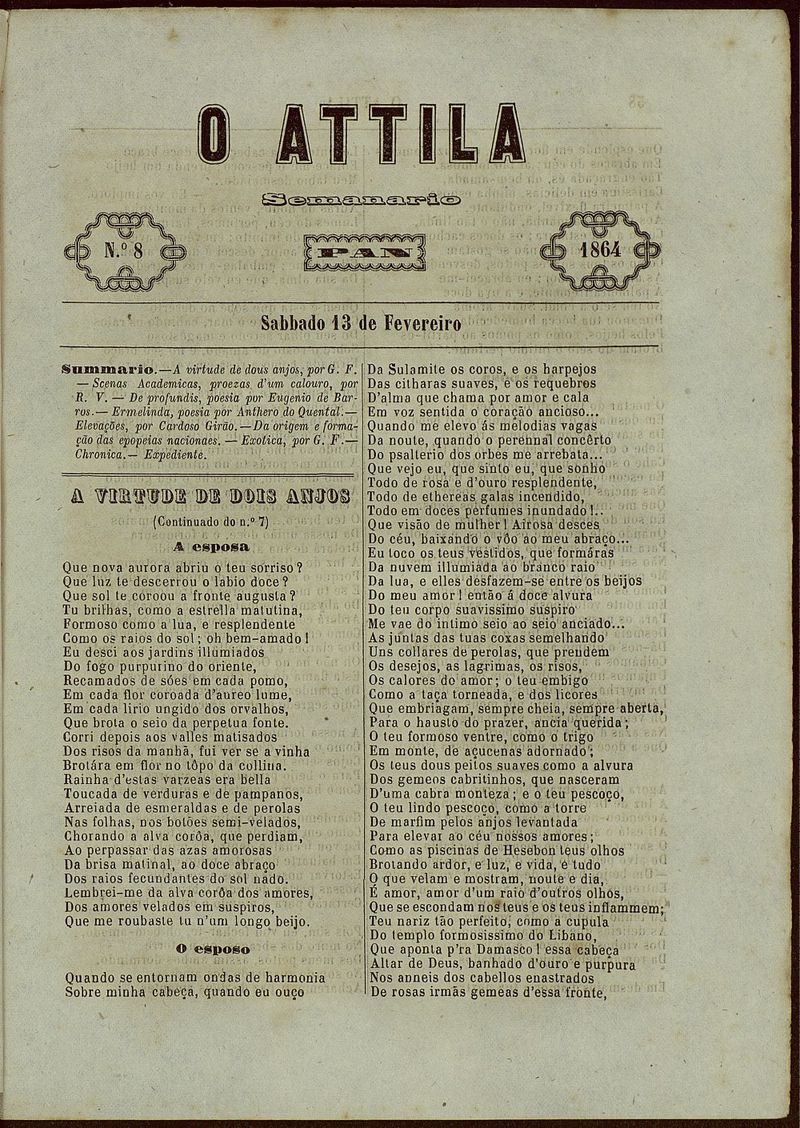 O ATTILA
Semanario
N.º 8
PAN
1864
Sabbado 13 de Fevereiro
Summario.—A virtude de dous anjos, por G. F.
— Scenas Academicas, proezas d'um calouro, por
R. V. — De profundis, poesia por Eugenio de Bar-
ros.— Ermelinda, poesia por Anthero do Quental.—
Elevações, por Cardoso Girão.—Da origem e forma-
ção das epopeias nacionaes. — Exotica, por G. F.—
Chronica.— Expediente.
A VIRTUDE DE DOIS ANJOS
(Continuado do n.º 7)
A esposa
Que nova aurora abriu o teu sorriso?
Que luz te descerrou o labio doce?
Que sol te corôou a fronte augusta?
Tu brilhas, como a estrella matutina,
Formoso como a lua, e resplendente
Como os raios do sol; oh bem-amado!
Eu desci aos jardins illumiados
Do fogo purpurino do oriente,
Recamados de sóes em cada pomo,
Em cada flor coroada d'aureo lume,
Em cada lirio ungido dos orvalhos,
Que brota o seio da perpetua fonte.
Corri depois aos valles matisados
Dos risos da manhã, fui ver se a vinha
Brotára em flor no tôpo da collina.
Rainha d'estas varzeas era bella
Toucada de verduras e de pampanos,
Arreiada de esmeraldas e de perolas
Nas folhas, nos botões semi-velados,
Chorando a alva corôa, que perdiam,
Ao perpassar das azas amorosas
Da brisa matinal, ao doce abraço
Dos raios fecundantes do sol nado.
Lembrei-me da alva corôa dos amores,
Dos amores velados em suspiros,
Que me roubaste tu n'um longo beijo.
O esposo
Quando se entornam ondas de harmonia
Sobre minha cabeça, quando eu ouço
Da Sulamite os coros, e os harpejos
Das citharas suaves, e os requebros
D'alma que chama por amor e cala
Em voz sentida o coração ancioso...
Quando me elevo ás melodias vagas
Da noute, quando o perennal concêrto
Do psalterio dos orbes me arrebata...
Que vejo eu, que sinto eu, que sonho
Todo de rosa e d'ouro resplendente,
Todo de ethereas galas incendido,
Todo em doces perfumes inundado!..
Que visão de mulher! Airosa desces
Do céu, baixando o vôo ao meu abraço...
Eu toco os teus vestidos, que formáras
Da nuvem illumiada ao branco raio
Da lua, e elles desfazem-se entre os beijos
Do meu amor! então á doce alvura
Do teu corpo suavissimo suspiro
Me vae do intimo seio ao seio anciado...
As juntas das tuas coxas semelhando
Uns collares de perolas, que prendem
Os desejos, as lagrimas, os risos,
Os calores do amor; o teu embigo
Como a taça torneada, e dos licores
Que embriagam, sempre cheia, sempre aberta,
Para o hausto do prazer, ancia querida;
O teu formoso ventre, como o trigo
Em monte, de açucenas adornado;
Os teus dous peitos suaves como a alvura
Dos gemeos cabritinhos, que nasceram
D'uma cabra monteza; e o teu pescoço,
O teu lindo pescoço, como a torre
De marfim pelos anjos levantada
Para elevar ao céu nossos amores;
Como as piscinas de Hesebon teus olhos
Brotando ardor, e luz, e vida, e tudo
O que velam e mostram, noute e dia,
É amor, amor d'um raio d'outros olhos,
Que se escondam nos teus e os teus inflammem;
Teu nariz tão perfeito, como a cupula
Do templo formosissimo do Libano,
Que aponta p'ra Damasco! essa cabeça
Altar de Deus, banhado d'ouro e purpura
Nos anneis dos cabellos enastrados
De rosas irmãs gemeas d'essa fronte,